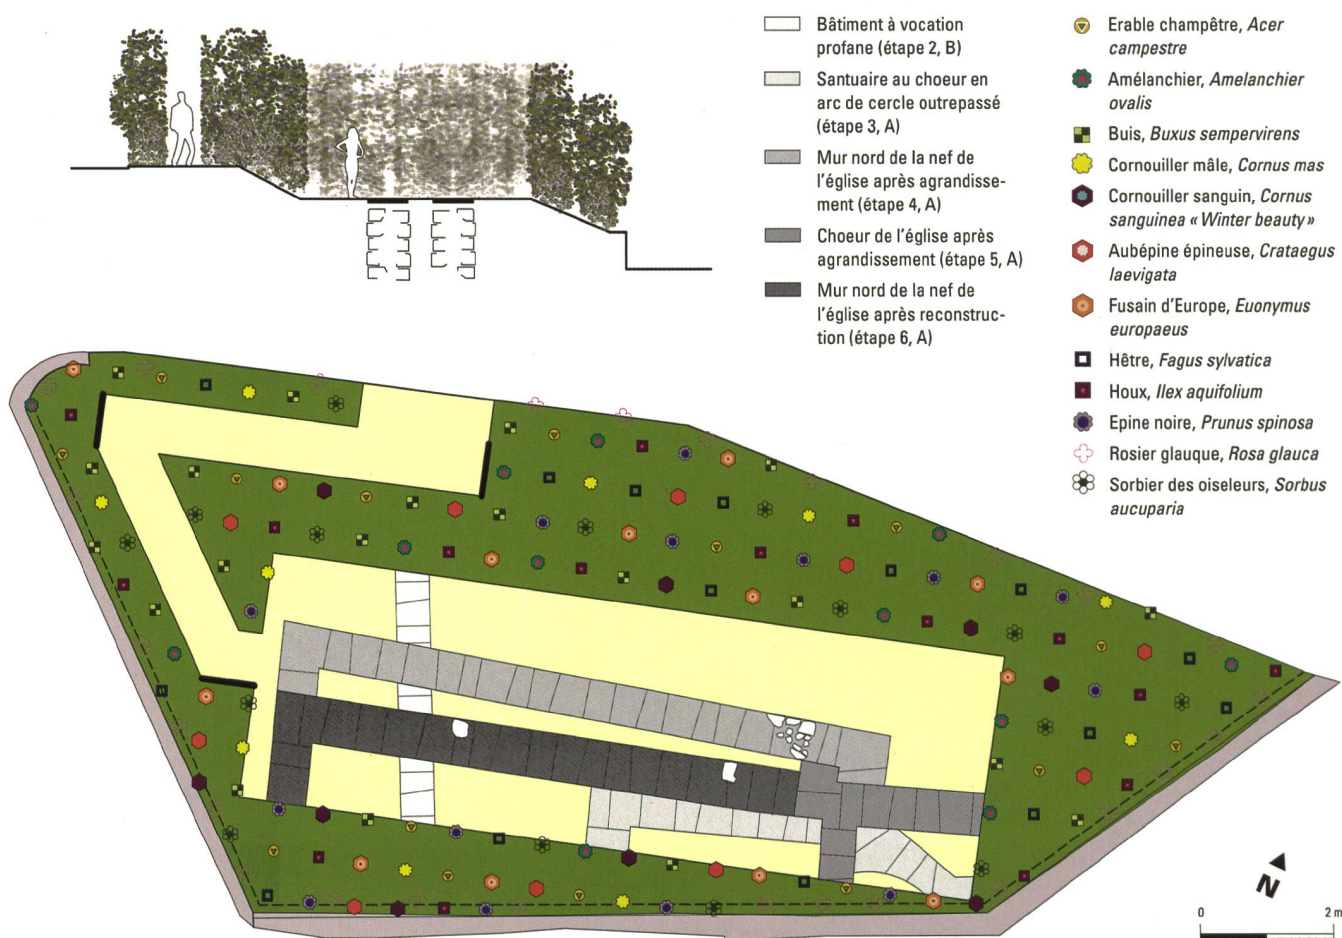 Bâtiment à vocation
profane (étape 2, B)
Santuaire au choeur en
arc de cercle outrepassé
(étape 3, A)
Mur nord de la nef de
l'église après agrandisse-
ment (étape 4, A)
Choeur de l'église après
agrandissement (étape 5, A)
Mur nord de la nef de
l'église après reconstruc-
tion (étape 6, A)
Erable champêtre, Acer
campestre
Amélanchier, Amelanchier
ovalis
Buis, Buxus sempervirens
Cornouiller mâle, Cornus mas
Cornouiller sanguin, Cornus
sanguinea « Winter beauty »
Aubépine épineuse, Crataegus
laevigata
Fusain d'Europe, Euonymus
europaeus
Hêtre, Fagus sylvatica
Houx, Ilex aquifolium
Epine noire, Prunus spinosa
Rosier glauque, Rosa glauca
Sorbier des oiseleurs, Sorbus
aucuparia
N
0 2 m